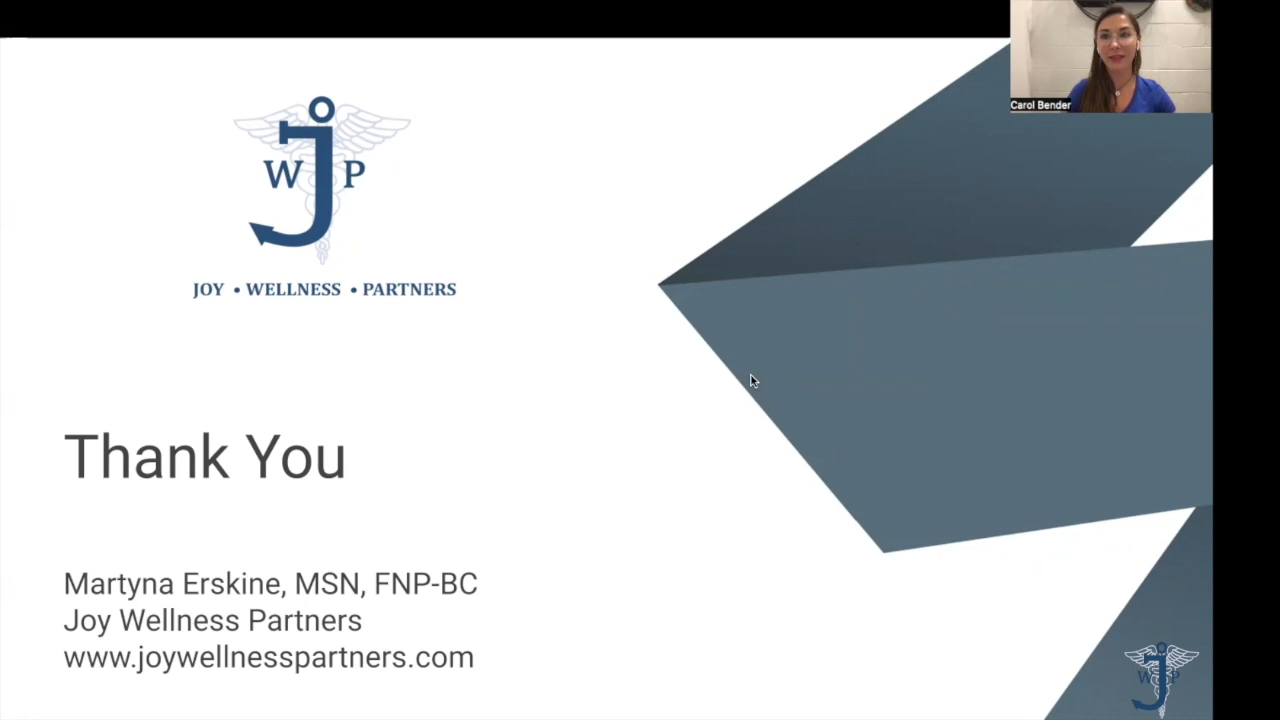 Carol Bender
W J P
JOY • WELLNESS • PARTNERS
Thank You
Martyna Erskine, MSN, FNP-BC
Joy Wellness Partners
www.joywellnesspartners.com
W J P